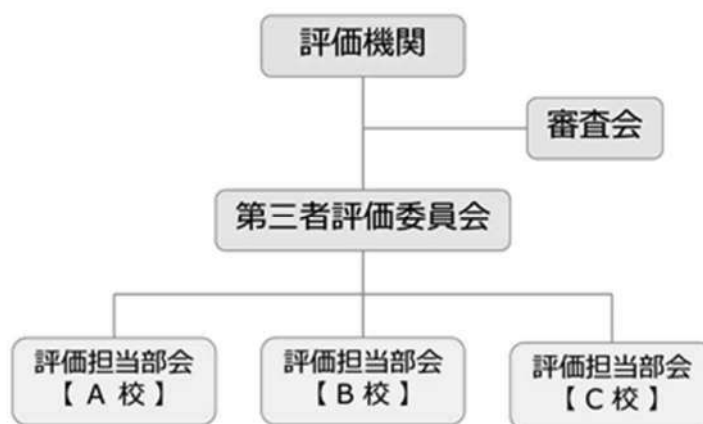 評価機関
審査会
第三者評価委員会
評価担当部会
【 A 校 】
評価担当部会
【 B 校 】
評価担当部会
【 C 校 】